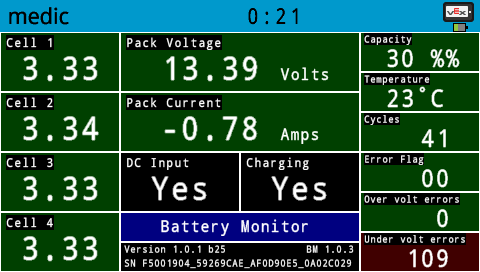 medic 0:21 VEX
Cell 1
3.33
Cell 2
3.34
Cell 3
3.33
Cell 4
3.33
Pack Voltage
13.39 Volts
Pack Current
-0.78 Amps
DC Input
Yes
Charging
Yes
Battery Monitor
Version 1.0.1 b25 BM 1.0.3
SN F5001904_59269CAE_AF0D90E5_0A02C029
Capacity
30 %%
Temperature
23°C
Cycles
41
Error Flag
00
Over volt errors
0
Under volt errors
109